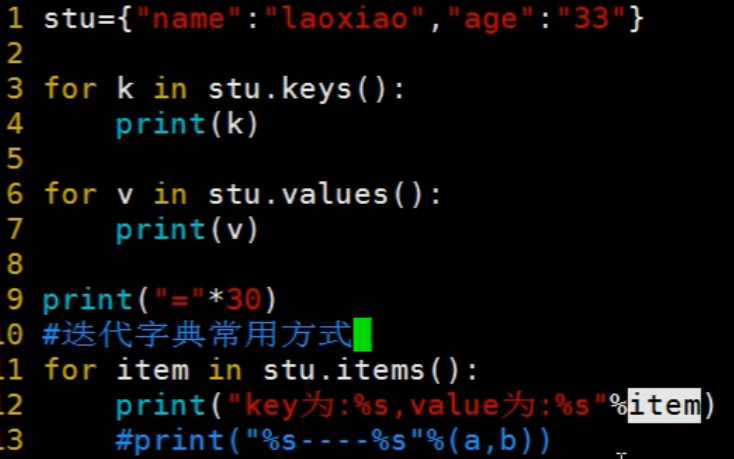 1 stu={"name":"laoxiao","age":"33"}
2
3 for k in stu.keys():
4     print(k)
5
6 for v in stu.values():
7     print(v)
8
9 print("="*30)
10 #迭代字典常用方式
11 for item in stu.items():
12     print("key为:%s,value为:%s"%item)
13     #print("%s----%s"%(a,b))